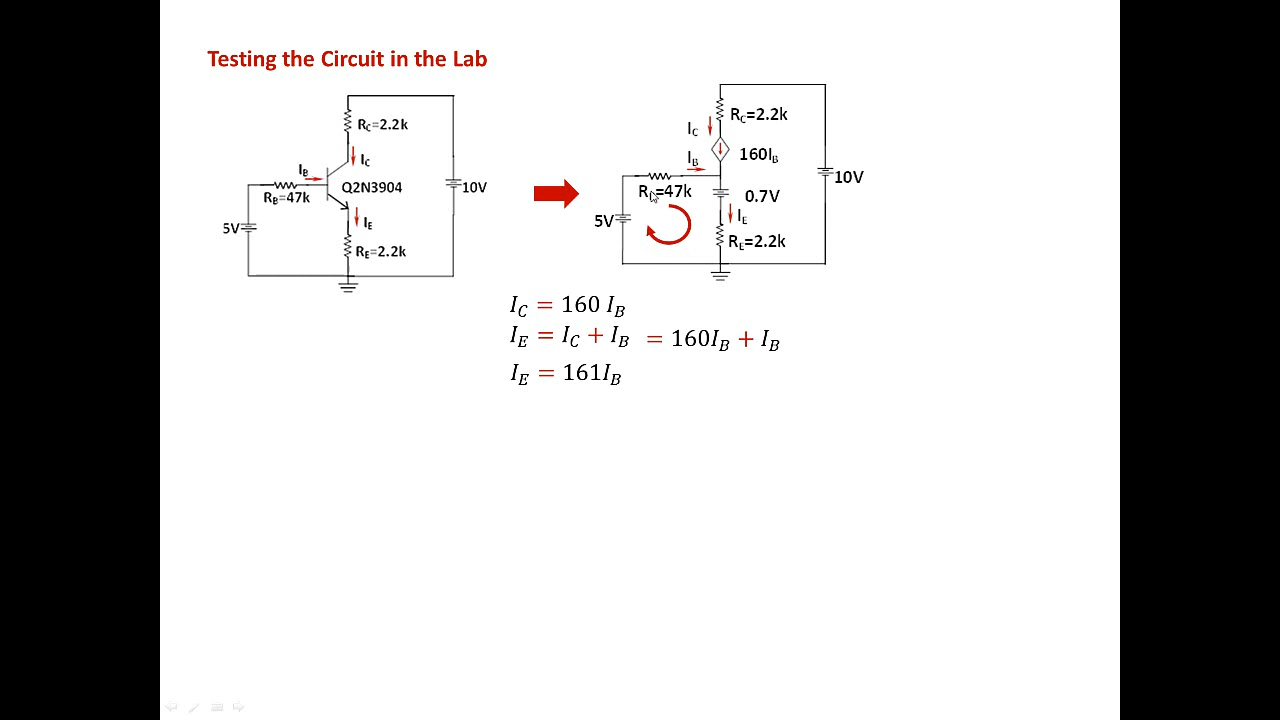 Testing the Circuit in the Lab
R_C=2.2k
I_C
I_B
Q2N3904
R_B=47k
10V
5V
I_E
R_E=2.2k
R_C=2.2k
I_C
160I_B
I_B
10V
=47k
0.7V
5V
I_E
R_E=2.2k
I_C = 160 I_B
I_E = I_C + I_B = 160I_B + I_B
I_E = 161I_B